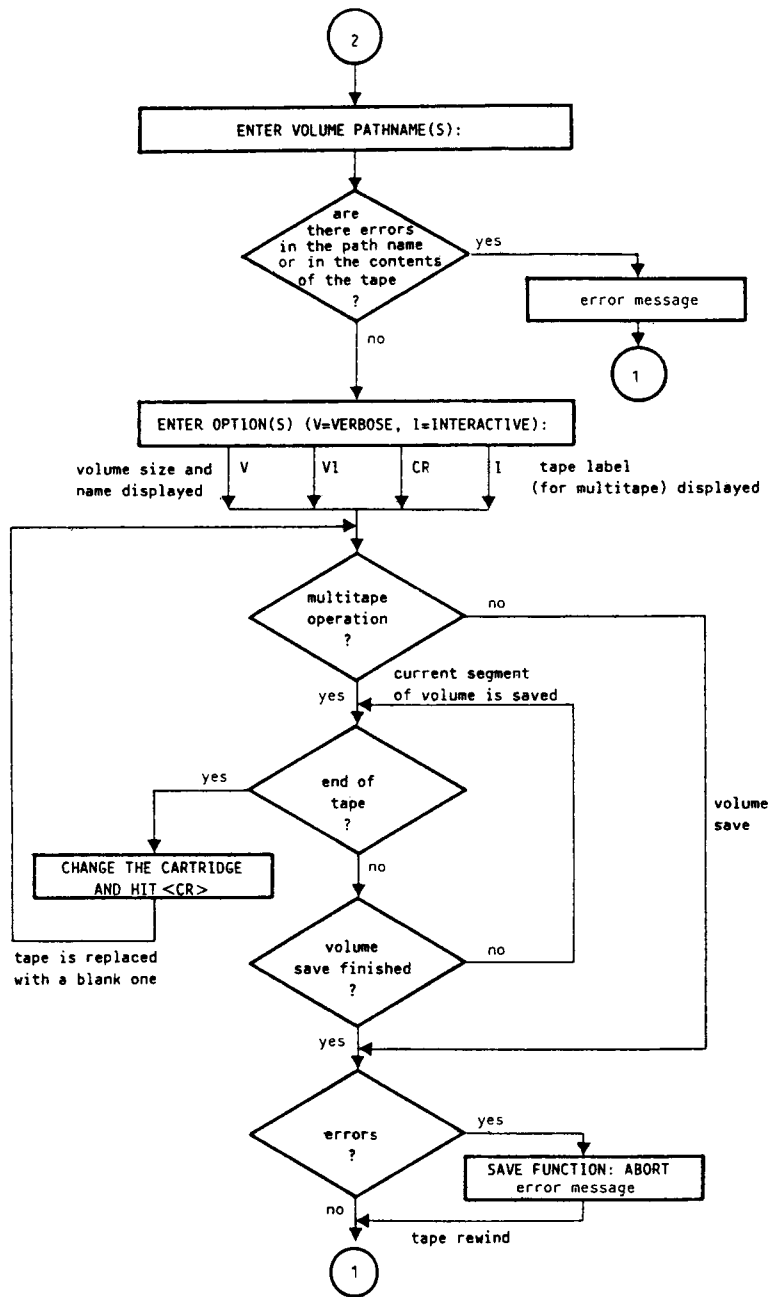 2
ENTER VOLUME PATHNAME(S):
are
there errors
in the path name
or in the contents
of the tape
?
yes
error message
1
no
ENTER OPTION(S) (V=VERBOSE, I=INTERACTIVE):
volume size and
name displayed
V
VI
CR
I
tape label
(for multitape) displayed
multitape
operation
?
no
yes
current segment
of volume is saved
end of
tape
?
yes
volume
save
CHANGE THE CARTRIDGE
AND HIT <CR>
no
tape is replaced
with a blank one
volume
save finished
?
no
yes
errors
?
yes
SAVE FUNCTION: ABORT
error message
no
tape rewind
1